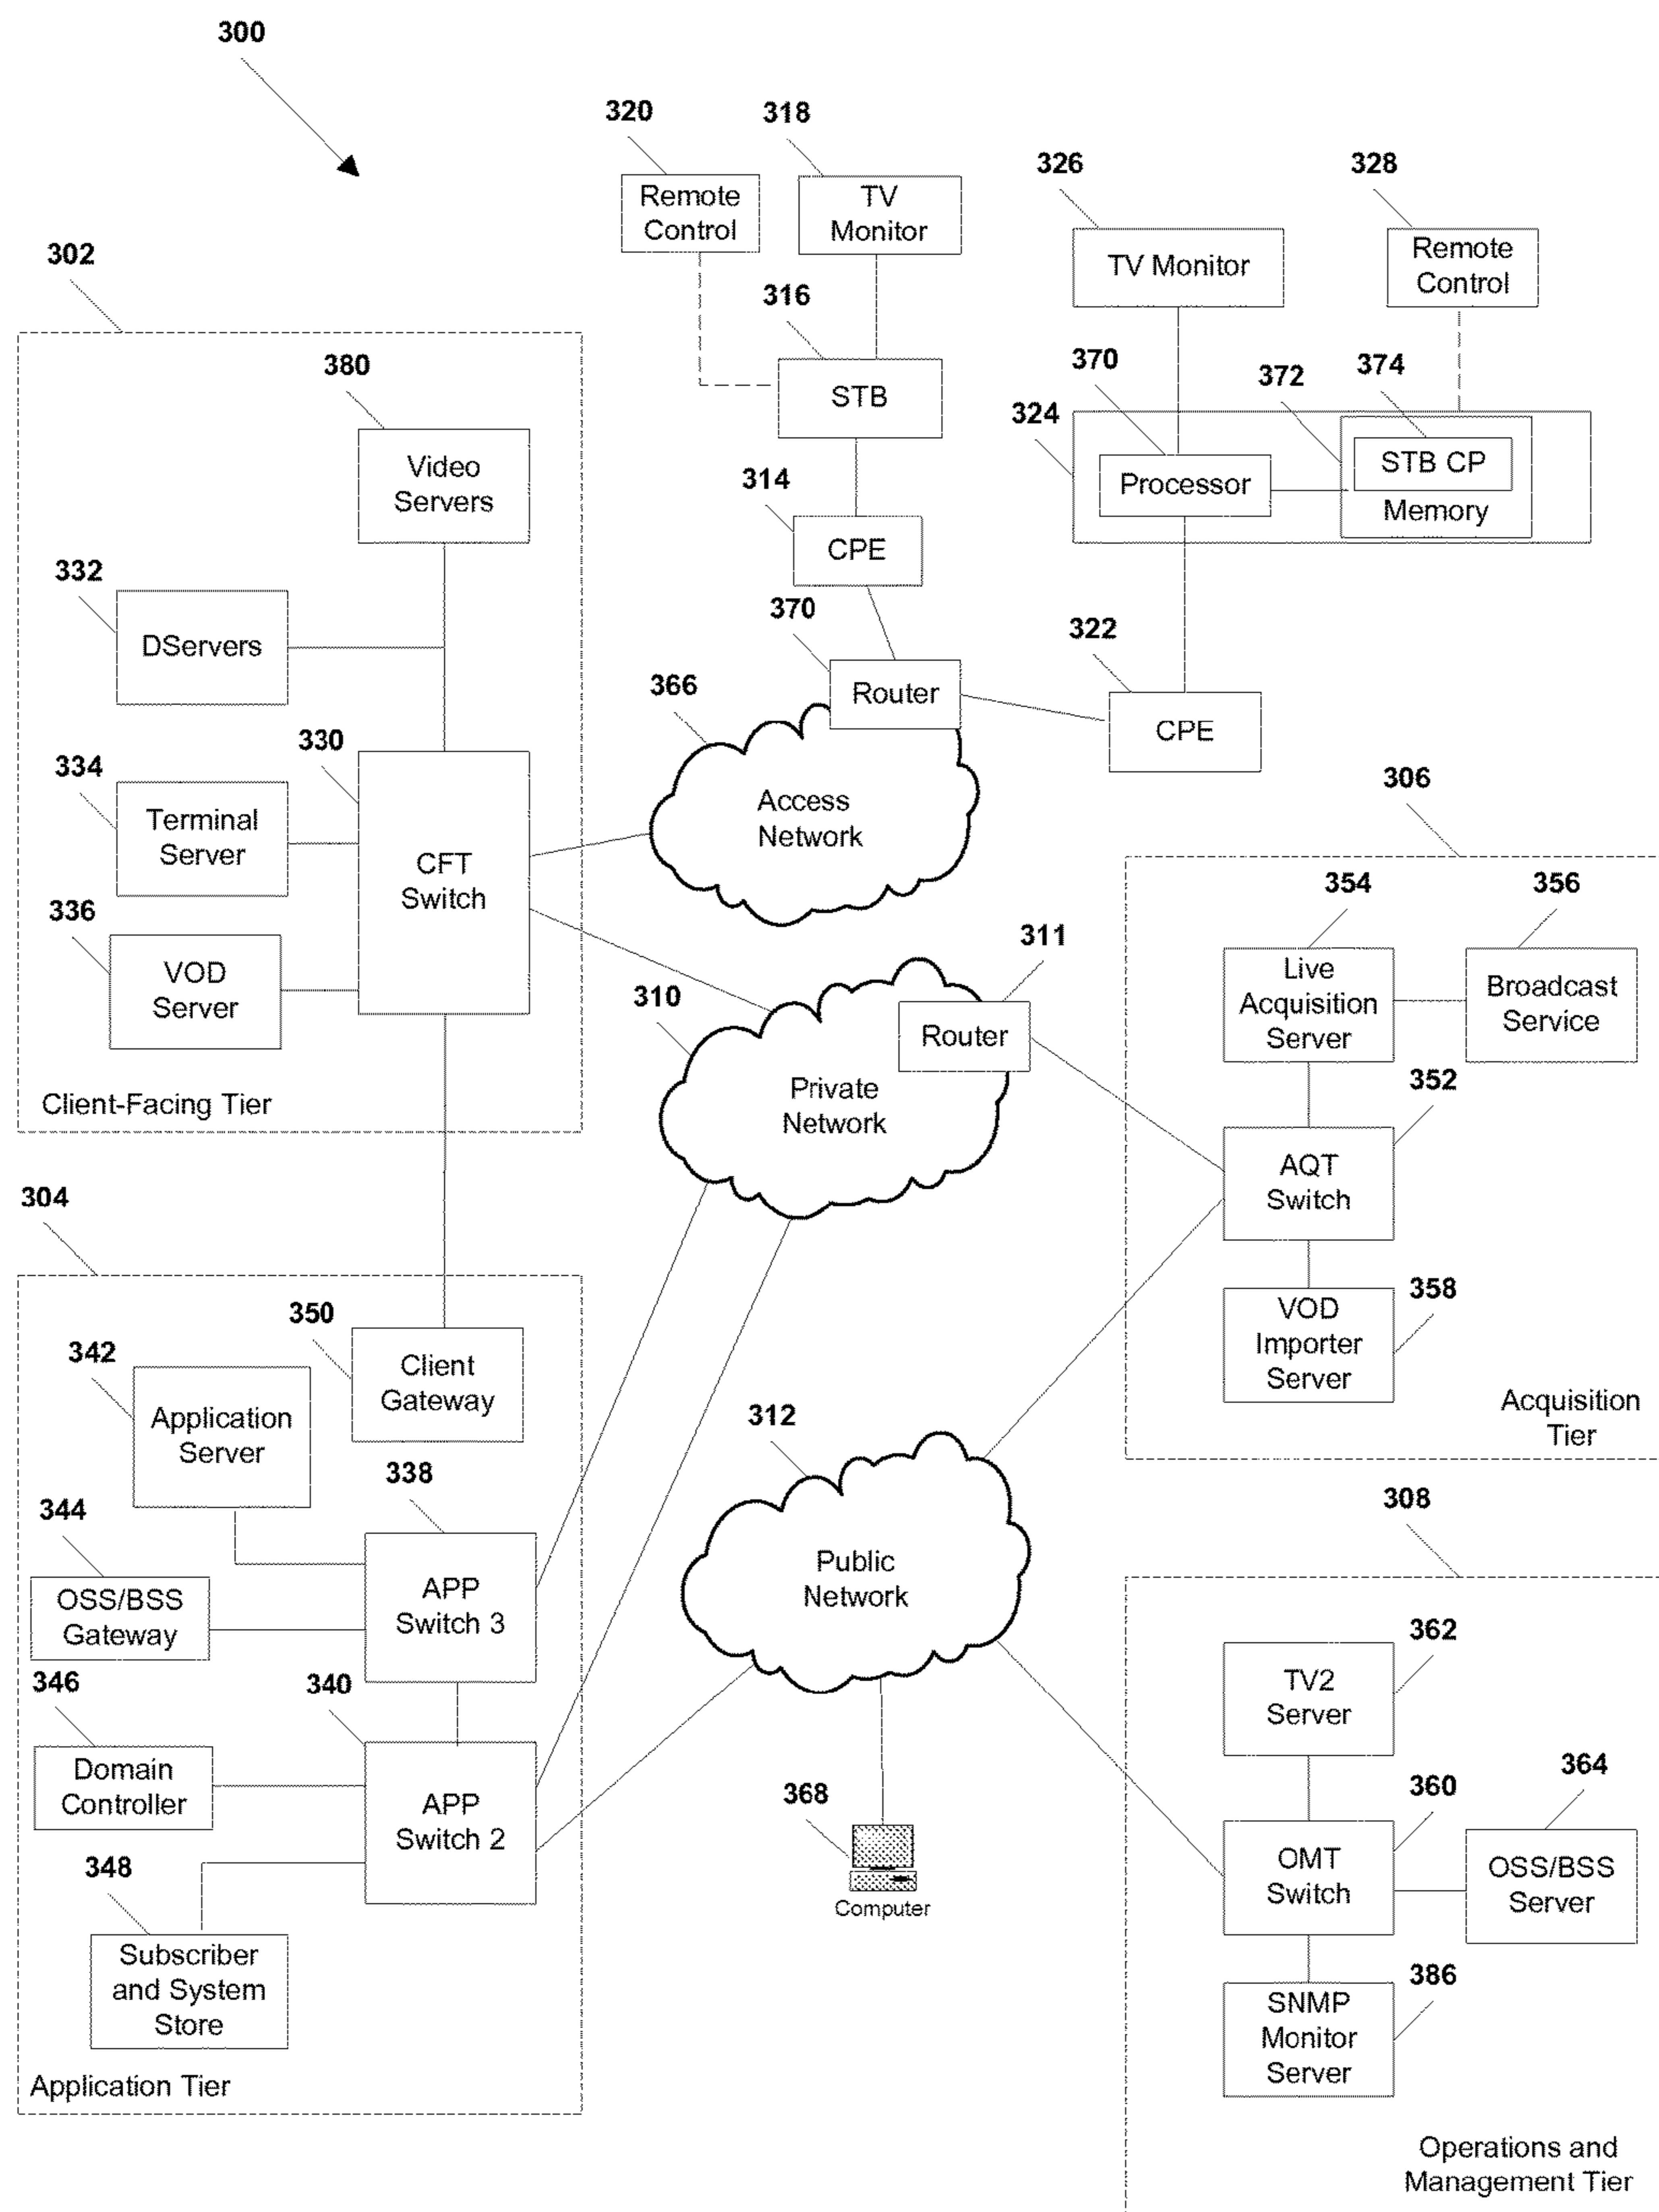 300
320
318
326
328
Remote
Control
TV
Monitor
TV Monitor
Remote
Control
302
316
380
370
372
374
STB
324
STB CP
Video
Servers
314
Processor
Memory
CPE
332
370
322
DServers
366
Router
CPE
330
334
306
Access
Network
Terminal
Server
CFT
Switch
354
356
336
311
VOD
Server
310
Live
Acquisition
Server
Broadcast
Service
Router
352
Client-Facing Tier
Private
Network
AQT
Switch
304
350
358
342
Client
Gateway
VOD
Importer
Server
Application
Server
312
Acquisition
Tier
338
308
344
APP
Switch 3
Public
Network
OSS/BSS
Gateway
362
346
340
TV2
Server
Domain
Controller
368
360
364
APP
Switch 2
348
OMT
Switch
OSS/BSS
Server
Computer
Subscriber
and System
Store
386
SNMP
Monitor
Server
Application Tier
Operations and
Management Tier